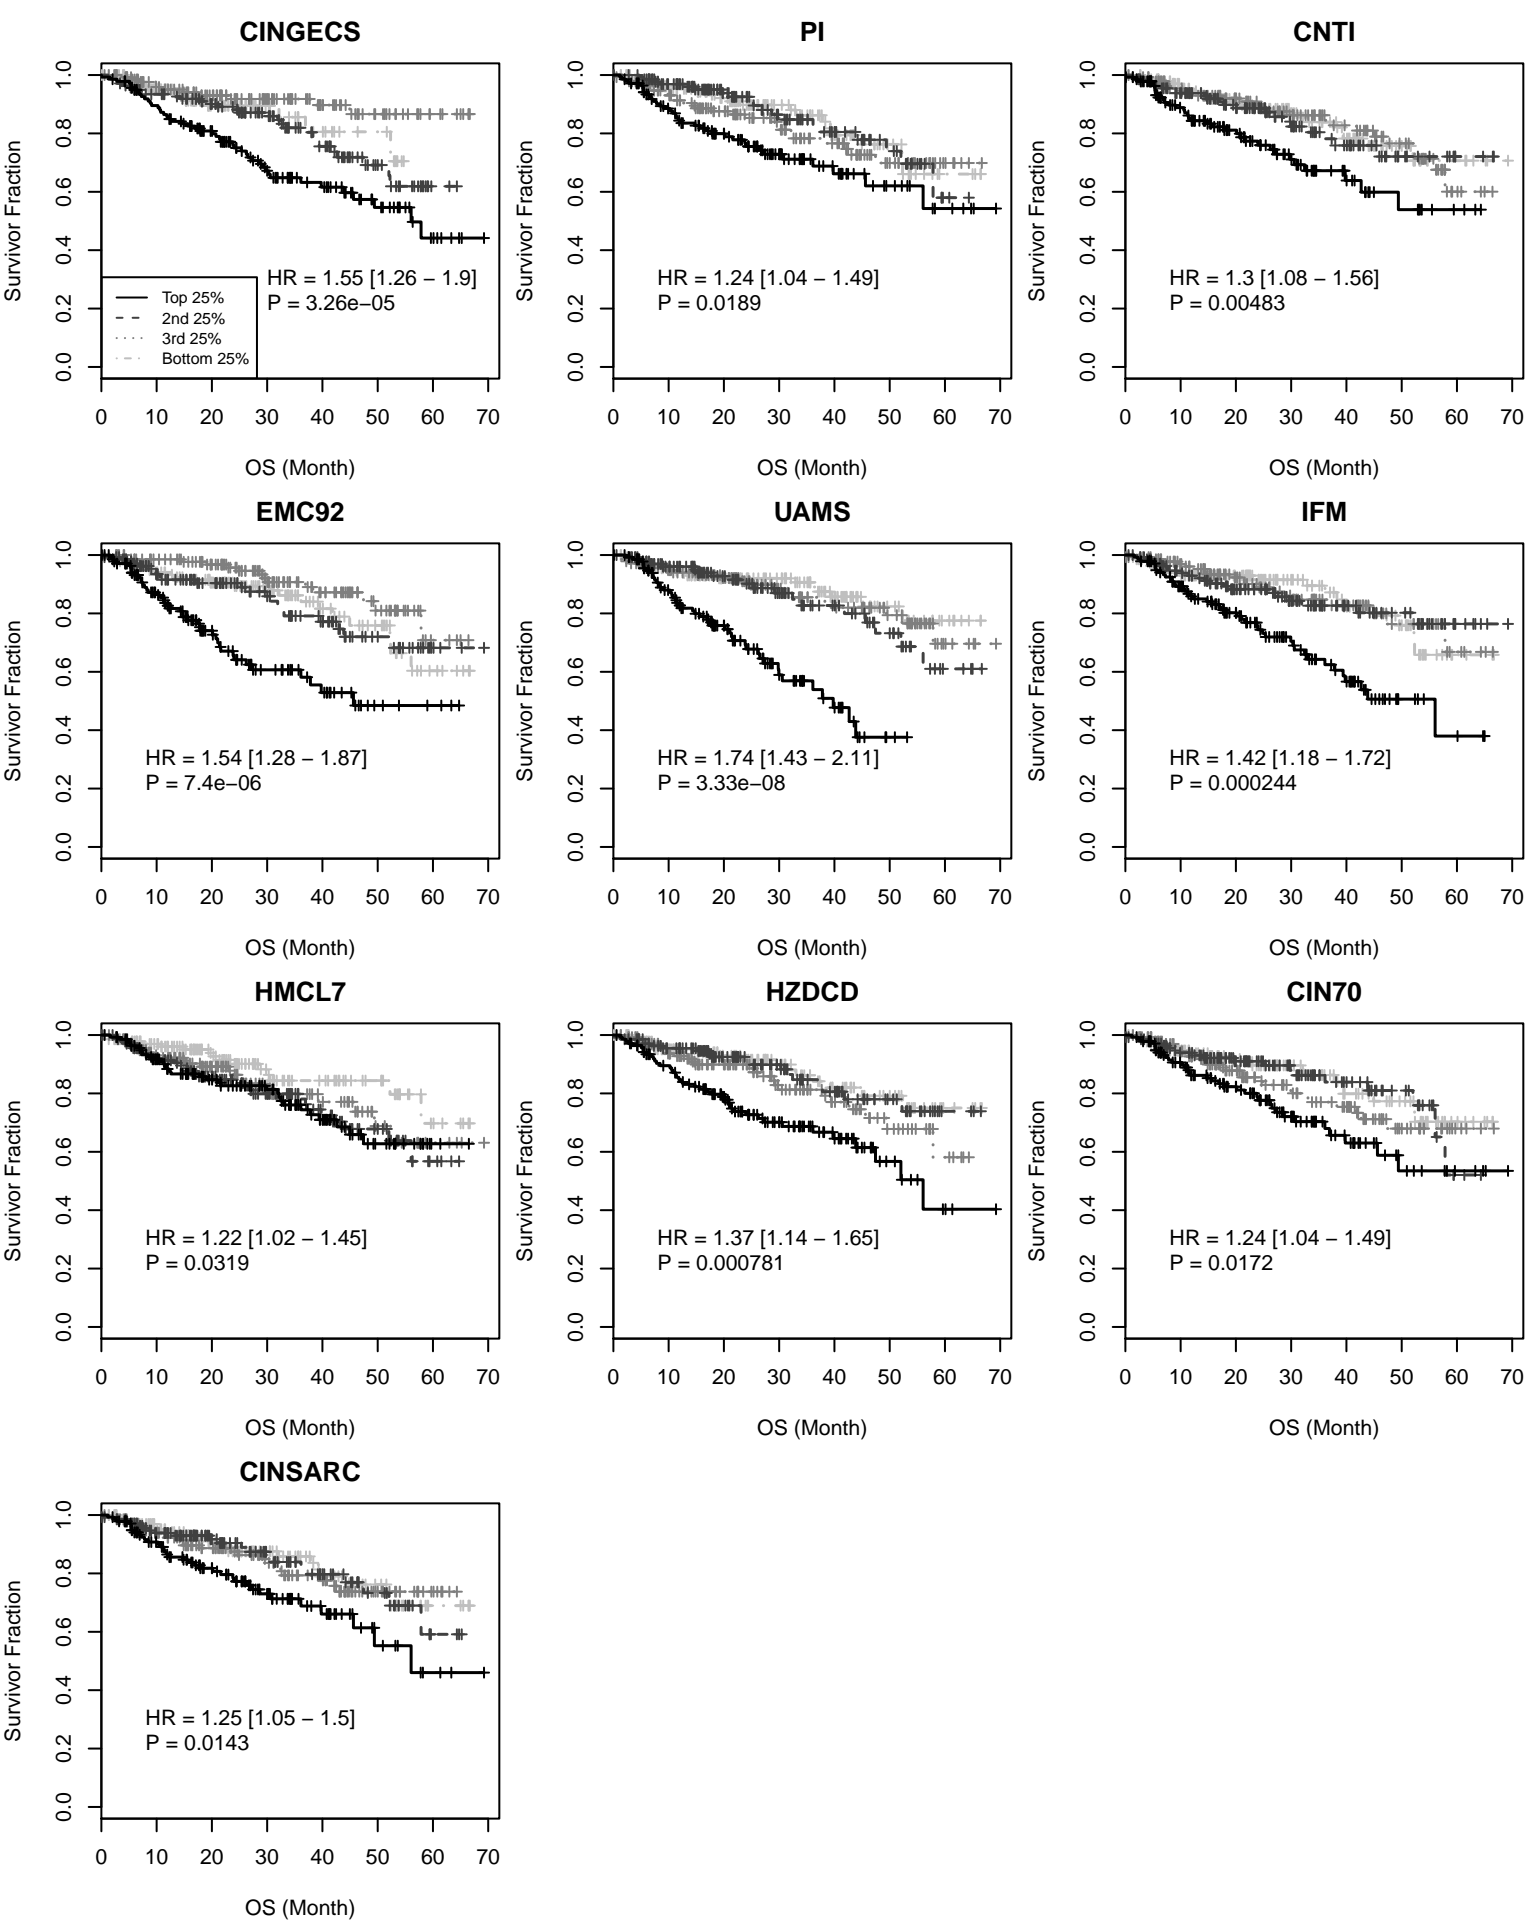 CINGECS
Survivor Fraction
1.0
0.8
0.6
0.4
0.2
0.0
HR = 1.55 [1.26 − 1.9]
P = 3.26e−05
Top 25%
2nd 25%
3rd 25%
Bottom 25%
0 10 20 30 40 50 60 70
OS (Month)
PI
Survivor Fraction
1.0
0.8
0.6
0.4
0.2
0.0
HR = 1.24 [1.04 − 1.49]
P = 0.0189
0 10 20 30 40 50 60 70
OS (Month)
CNTI
Survivor Fraction
1.0
0.8
0.6
0.4
0.2
0.0
HR = 1.3 [1.08 − 1.56]
P = 0.00483
0 10 20 30 40 50 60 70
OS (Month)
EMC92
Survivor Fraction
1.0
0.8
0.6
0.4
0.2
0.0
HR = 1.54 [1.28 − 1.87]
P = 7.4e−06
0 10 20 30 40 50 60 70
OS (Month)
UAMS
Survivor Fraction
1.0
0.8
0.6
0.4
0.2
0.0
HR = 1.74 [1.43 − 2.11]
P = 3.33e−08
0 10 20 30 40 50 60 70
OS (Month)
IFM
Survivor Fraction
1.0
0.8
0.6
0.4
0.2
0.0
HR = 1.42 [1.18 − 1.72]
P = 0.000244
0 10 20 30 40 50 60 70
OS (Month)
HMCL7
Survivor Fraction
1.0
0.8
0.6
0.4
0.2
0.0
HR = 1.22 [1.02 − 1.45]
P = 0.0319
0 10 20 30 40 50 60 70
OS (Month)
HZDCD
Survivor Fraction
1.0
0.8
0.6
0.4
0.2
0.0
HR = 1.37 [1.14 − 1.65]
P = 0.000781
0 10 20 30 40 50 60 70
OS (Month)
CIN70
Survivor Fraction
1.0
0.8
0.6
0.4
0.2
0.0
HR = 1.24 [1.04 − 1.49]
P = 0.0172
0 10 20 30 40 50 60 70
OS (Month)
CINSARC
Survivor Fraction
1.0
0.8
0.6
0.4
0.2
0.0
HR = 1.25 [1.05 − 1.5]
P = 0.0143
0 10 20 30 40 50 60 70
OS (Month)